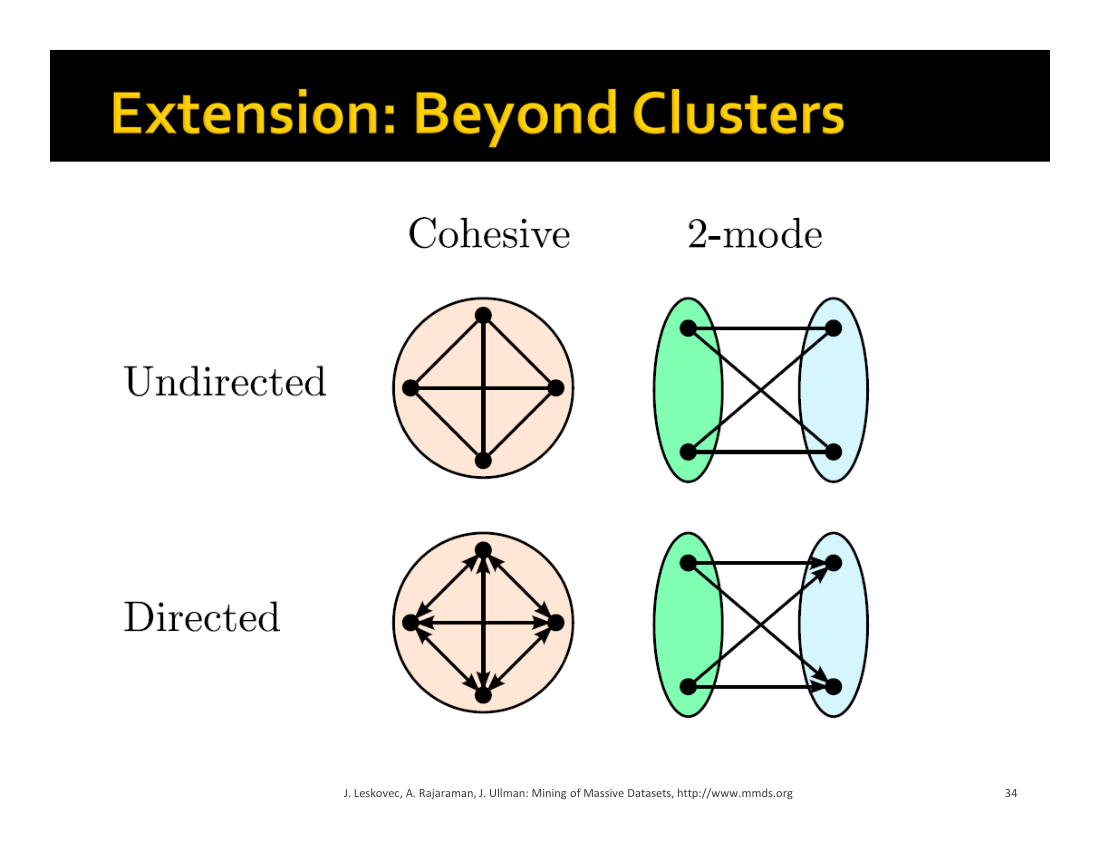 Extension: Beyond Clusters
Cohesive 2-mode
Undirected
Directed
J. Leskovec, A. Rajaraman, J. Ullman: Mining of Massive Datasets, http://www.mmds.org 34